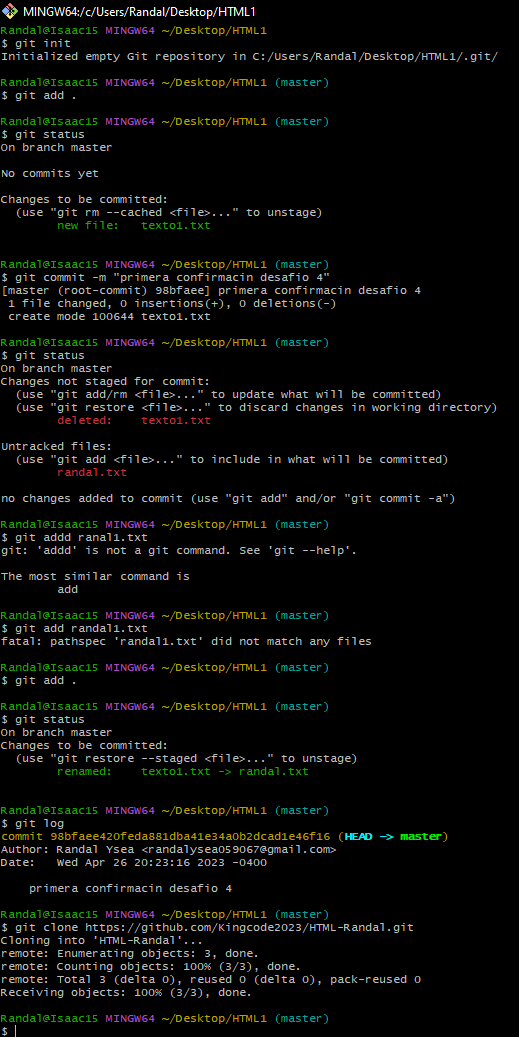 MINGW64:/c/Users/Randal/Desktop/HTML1
Randal@Isaac15 MINGW64 ~/Desktop/HTML1
$ git init
Initialized empty Git repository in C:/Users/Randal/Desktop/HTML1/.git/
Randal@Isaac15 MINGW64 ~/Desktop/HTML1 (master)
$ git add .
Randal@Isaac15 MINGW64 ~/Desktop/HTML1 (master)
$ git status
On branch master
No commits yet
Changes to be committed:
  (use "git rm --cached <file>..." to unstage)
        new file:   texto1.txt
Randal@Isaac15 MINGW64 ~/Desktop/HTML1 (master)
$ git commit -m "primera confirmacin desafio 4"
[master (root-commit) 98bfaee] primera confirmacin desafio 4
 1 file changed, 0 insertions(+), 0 deletions(-)
 create mode 100644 texto1.txt
Randal@Isaac15 MINGW64 ~/Desktop/HTML1 (master)
$ git status
On branch master
Changes not staged for commit:
  (use "git add/rm <file>..." to update what will be committed)
  (use "git restore <file>..." to discard changes in working directory)
        deleted:    texto1.txt
Untracked files:
  (use "git add <file>..." to include in what will be committed)
        randal.txt
no changes added to commit (use "git add" and/or "git commit -a")
Randal@Isaac15 MINGW64 ~/Desktop/HTML1 (master)
$ git addd ranal1.txt
git: 'addd' is not a git command. See 'git --help'.
The most similar command is
        add
Randal@Isaac15 MINGW64 ~/Desktop/HTML1 (master)
$ git add randal1.txt
fatal: pathspec 'randal1.txt' did not match any files
Randal@Isaac15 MINGW64 ~/Desktop/HTML1 (master)
$ git add .
Randal@Isaac15 MINGW64 ~/Desktop/HTML1 (master)
$ git status
On branch master
Changes to be committed:
  (use "git restore --staged <file>..." to unstage)
        renamed:    texto1.txt -> randal.txt
Randal@Isaac15 MINGW64 ~/Desktop/HTML1 (master)
$ git log
commit 98bfaee420feda881dba41e34a0b2dcad1e46f16 (HEAD -> master)
Author: Randal Ysea <randalysea059067@gmail.com>
Date:   Wed Apr 26 20:23:16 2023 -0400
    primera confirmacin desafio 4
Randal@Isaac15 MINGW64 ~/Desktop/HTML1 (master)
$ git clone https://github.com/Kingcode2023/HTML-Randal.git
Cloning into 'HTML-Randal'...
remote: Enumerating objects: 3, done.
remote: Counting objects: 100% (3/3), done.
remote: Total 3 (delta 0), reused 0 (delta 0), pack-reused 0
Receiving objects: 100% (3/3), done.
Randal@Isaac15 MINGW64 ~/Desktop/HTML1 (master)
$